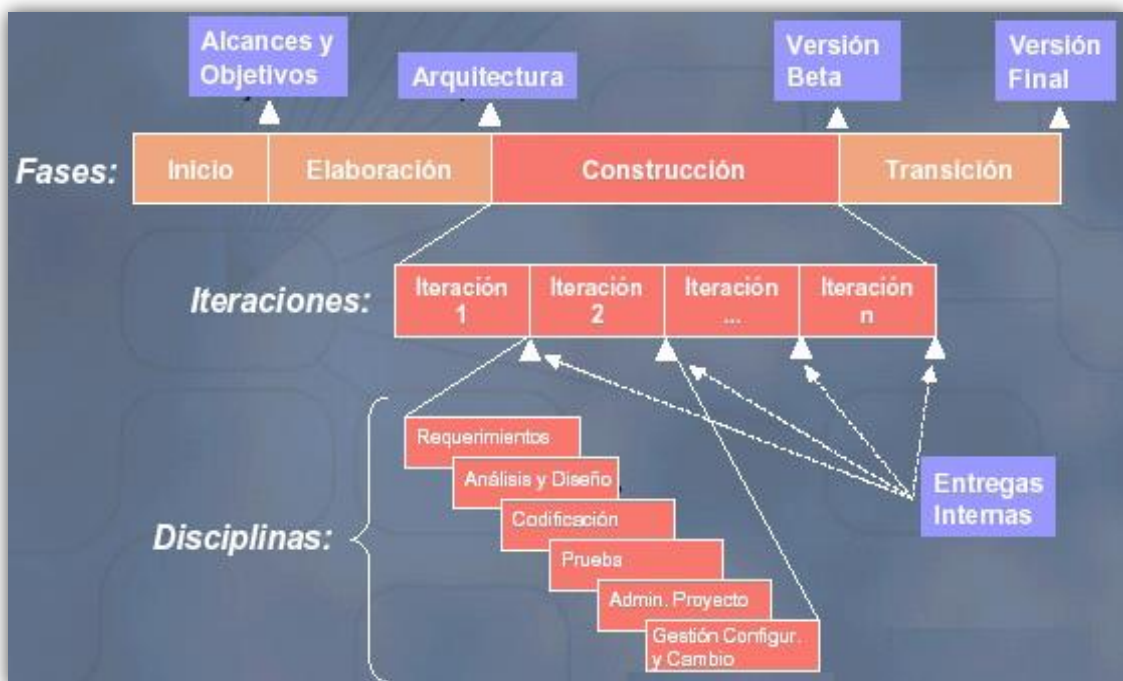 Alcances y
Objetivos
Arquitectura
Versión
Beta
Versión
Final
Fases:
Inicio
Elaboración
Construcción
Transición
Iteraciones:
Iteración
1
Iteración
2
Iteración
...
Iteración
n
Requerimientos
Análisis y Diseño
Codificación
Prueba
Admin. Proyecto
Gestión Configur.
y Cambio
Disciplinas:
Entregas
Internas